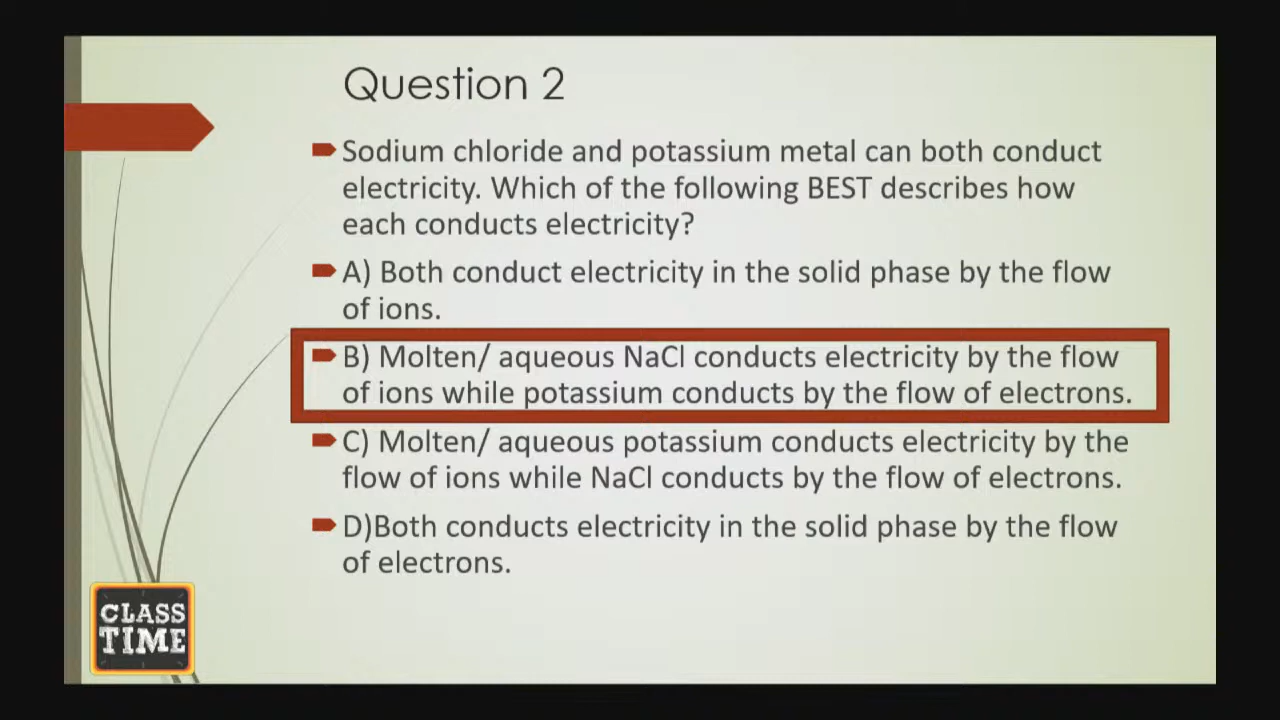 Question 2
Sodium chloride and potassium metal can both conduct
electricity. Which of the following BEST describes how
each conducts electricity?
A) Both conduct electricity in the solid phase by the flow
of ions.
B) Molten/ aqueous NaCl conducts electricity by the flow
of ions while potassium conducts by the flow of electrons.
C) Molten/ aqueous potassium conducts electricity by the
flow of ions while NaCl conducts by the flow of electrons.
D)Both conducts electricity in the solid phase by the flow
of electrons.
CLASS
TIME